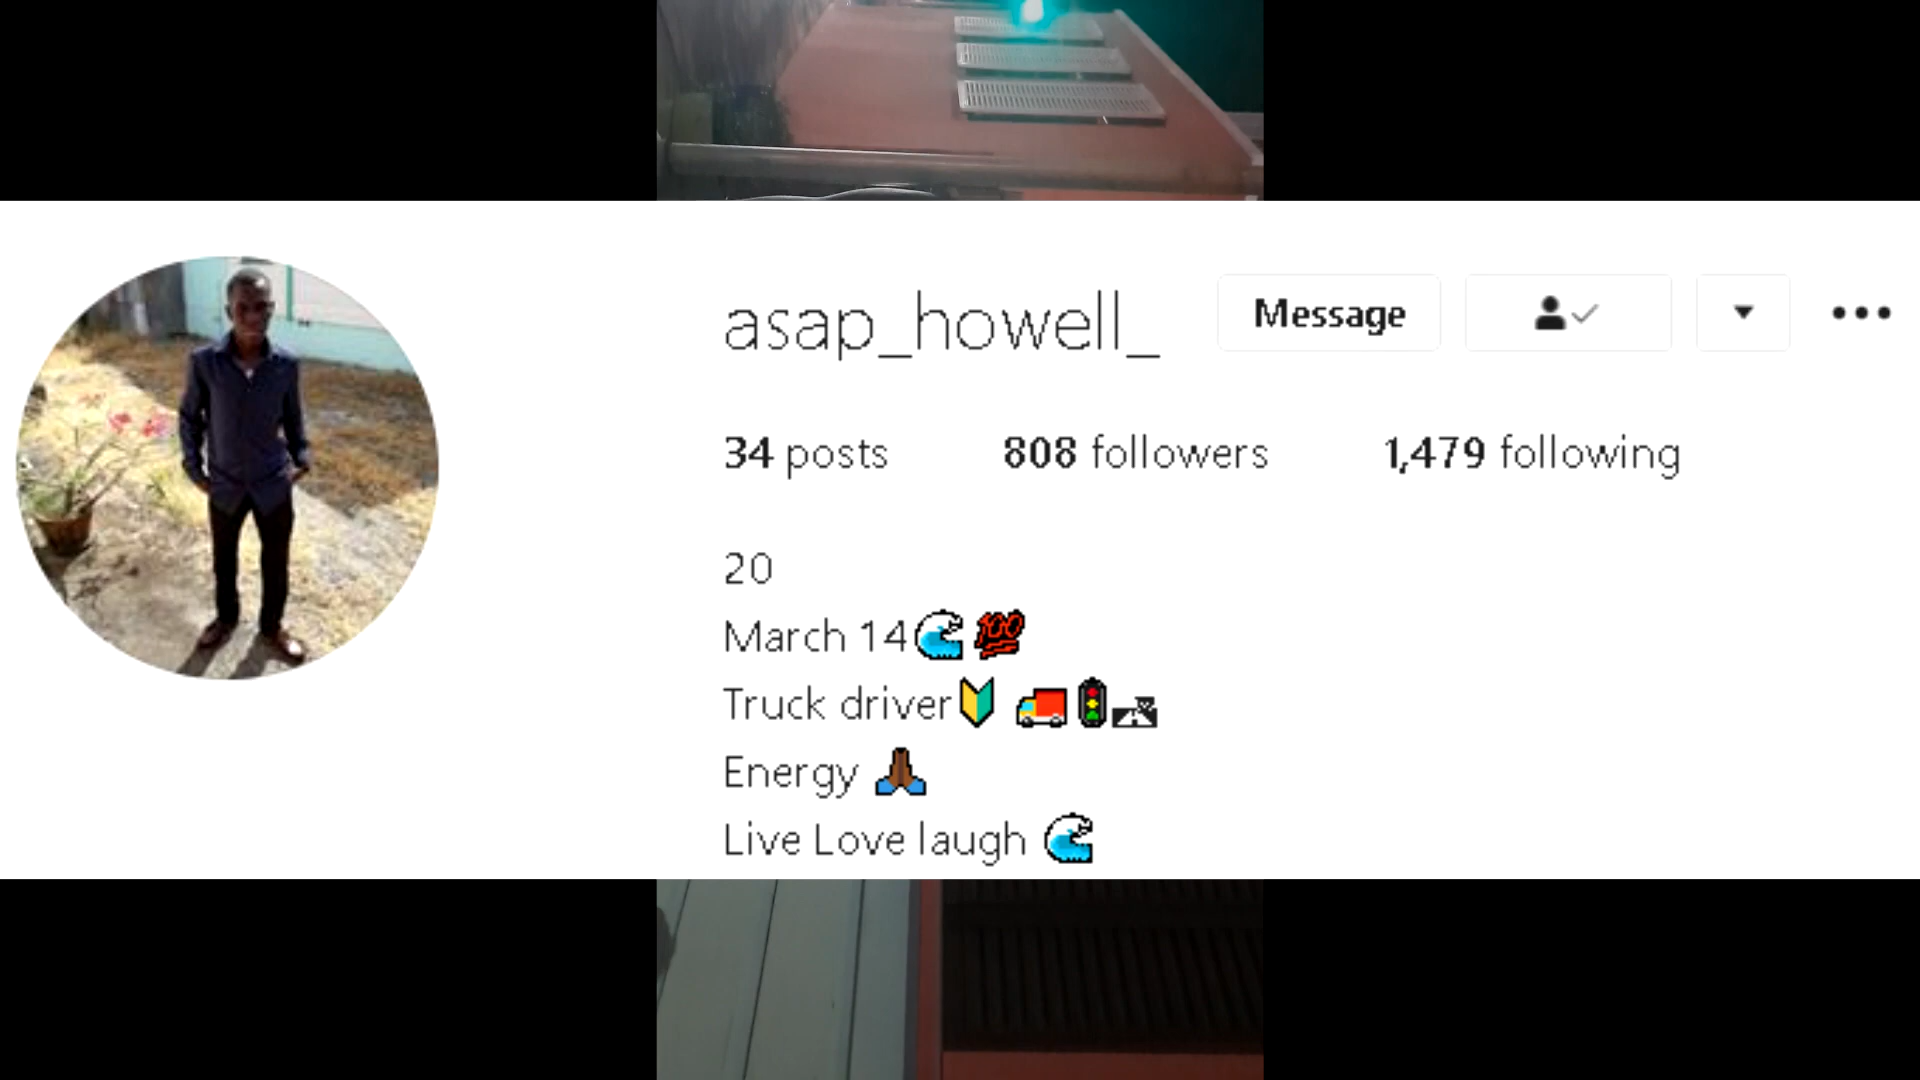 asap_howell_ Message
34 posts 808 followers 1,479 following
20
March 14🌊💯
Truck driver🔰 🚚🚦🛣
Energy 🙏🏾
Live Love laugh 🌊